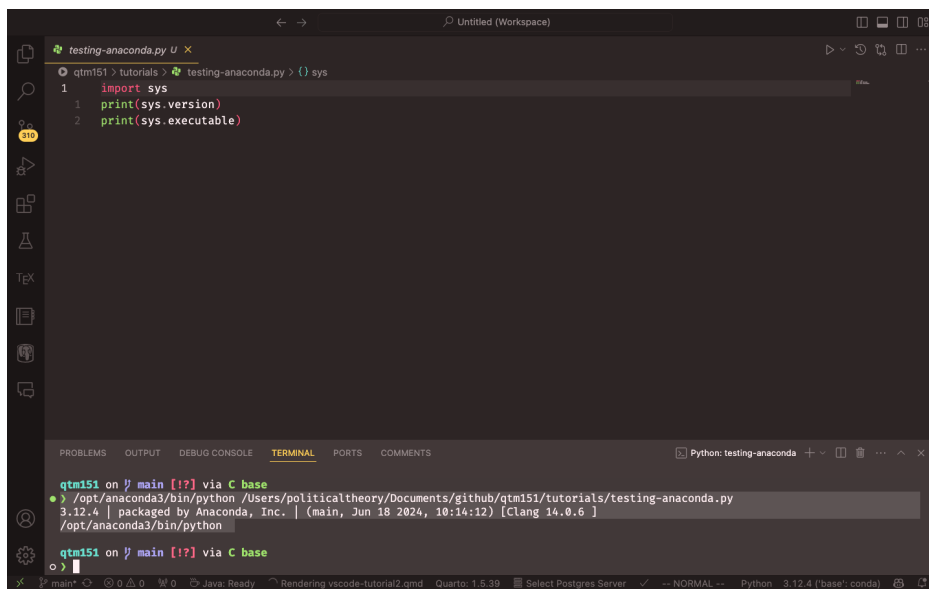 Untitled (Workspace)
testing-anaconda.py U
qtm151 > tutorials > testing-anaconda.py > {} sys
1 import sys
1 print(sys.version)
2 print(sys.executable)
310
TEX
PROBLEMS OUTPUT DEBUG CONSOLE TERMINAL PORTS COMMENTS Python: testing-anaconda
qtm151 on main [!?] via C base
❯ /opt/anaconda3/bin/python /Users/politicaltheory/Documents/github/qtm151/tutorials/testing-anaconda.py
3.12.4 | packaged by Anaconda, Inc. | (main, Jun 18 2024, 10:14:12) [Clang 14.0.6 ]
/opt/anaconda3/bin/python
qtm151 on main [!?] via C base
❯
main* 0 0 0 Java: Ready Rendering vscode-tutorial2.qmd Quarto: 1.5.39 Select Postgres Server -- NORMAL -- Python 3.12.4 ('base': conda)